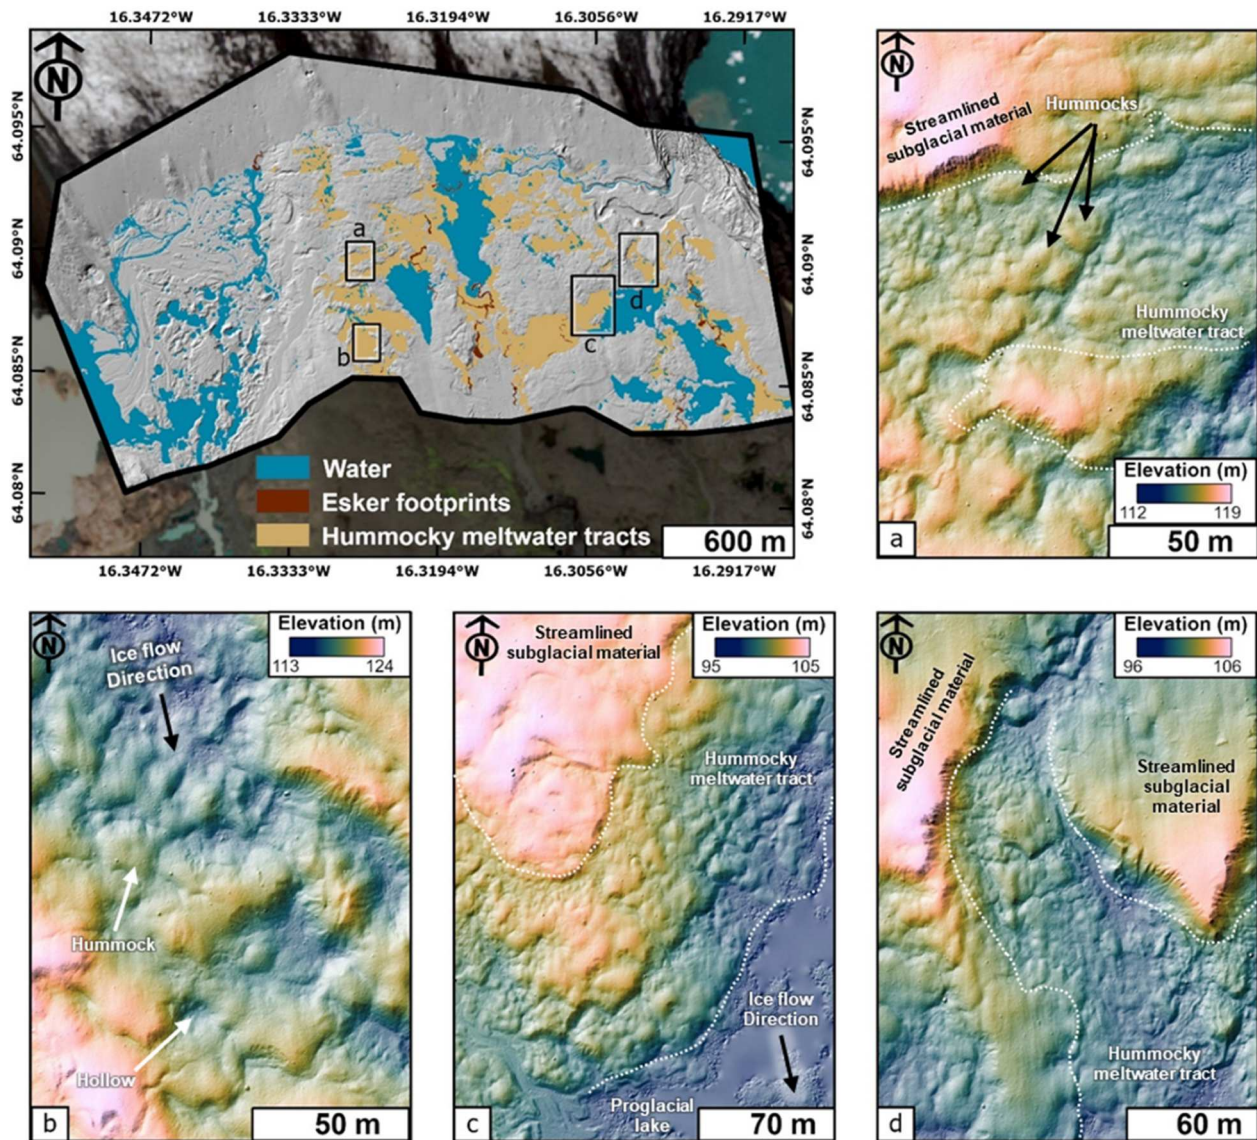 16.3472°W 16.3333°W 16.3194°W 16.3056°W 16.2917°W
N
64.095°N
64.09°N
64.085°N
64.08°N
64.095°N
64.09°N
64.085°N
64.08°N
a
b
c
d
Water
Esker footprints
Hummocky meltwater tracts
600 m
16.3472°W 16.3333°W 16.3194°W 16.3056°W 16.2917°W
N
Hummocks
Streamlined
subglacial material
Hummocky
meltwater tract
Elevation (m)
112 119
a
50 m
N
Ice flow
Direction
Elevation (m)
113 124
Hummock
Hollow
b
50 m
N
Streamlined
subglacial material
Elevation (m)
95 105
Hummocky
meltwater tract
Ice flow
Direction
Proglacial
lake
c
70 m
N
Streamlined
subglacial material
Elevation (m)
96 106
Streamlined
subglacial
material
Hummocky
meltwater tract
d
60 m